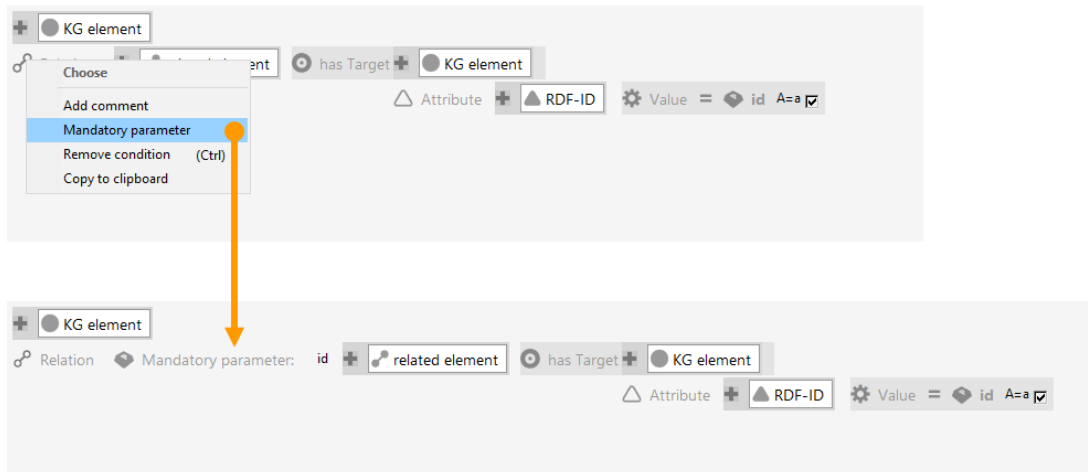 KG element
ent has Target KG element
Choose
Attribute RDF-ID Value = id A=a
Add comment
Mandatory parameter
Remove condition (Ctrl)
Copy to clipboard
KG element
Relation Mandatory parameter: id related element has Target KG element
Attribute RDF-ID Value = id A=a